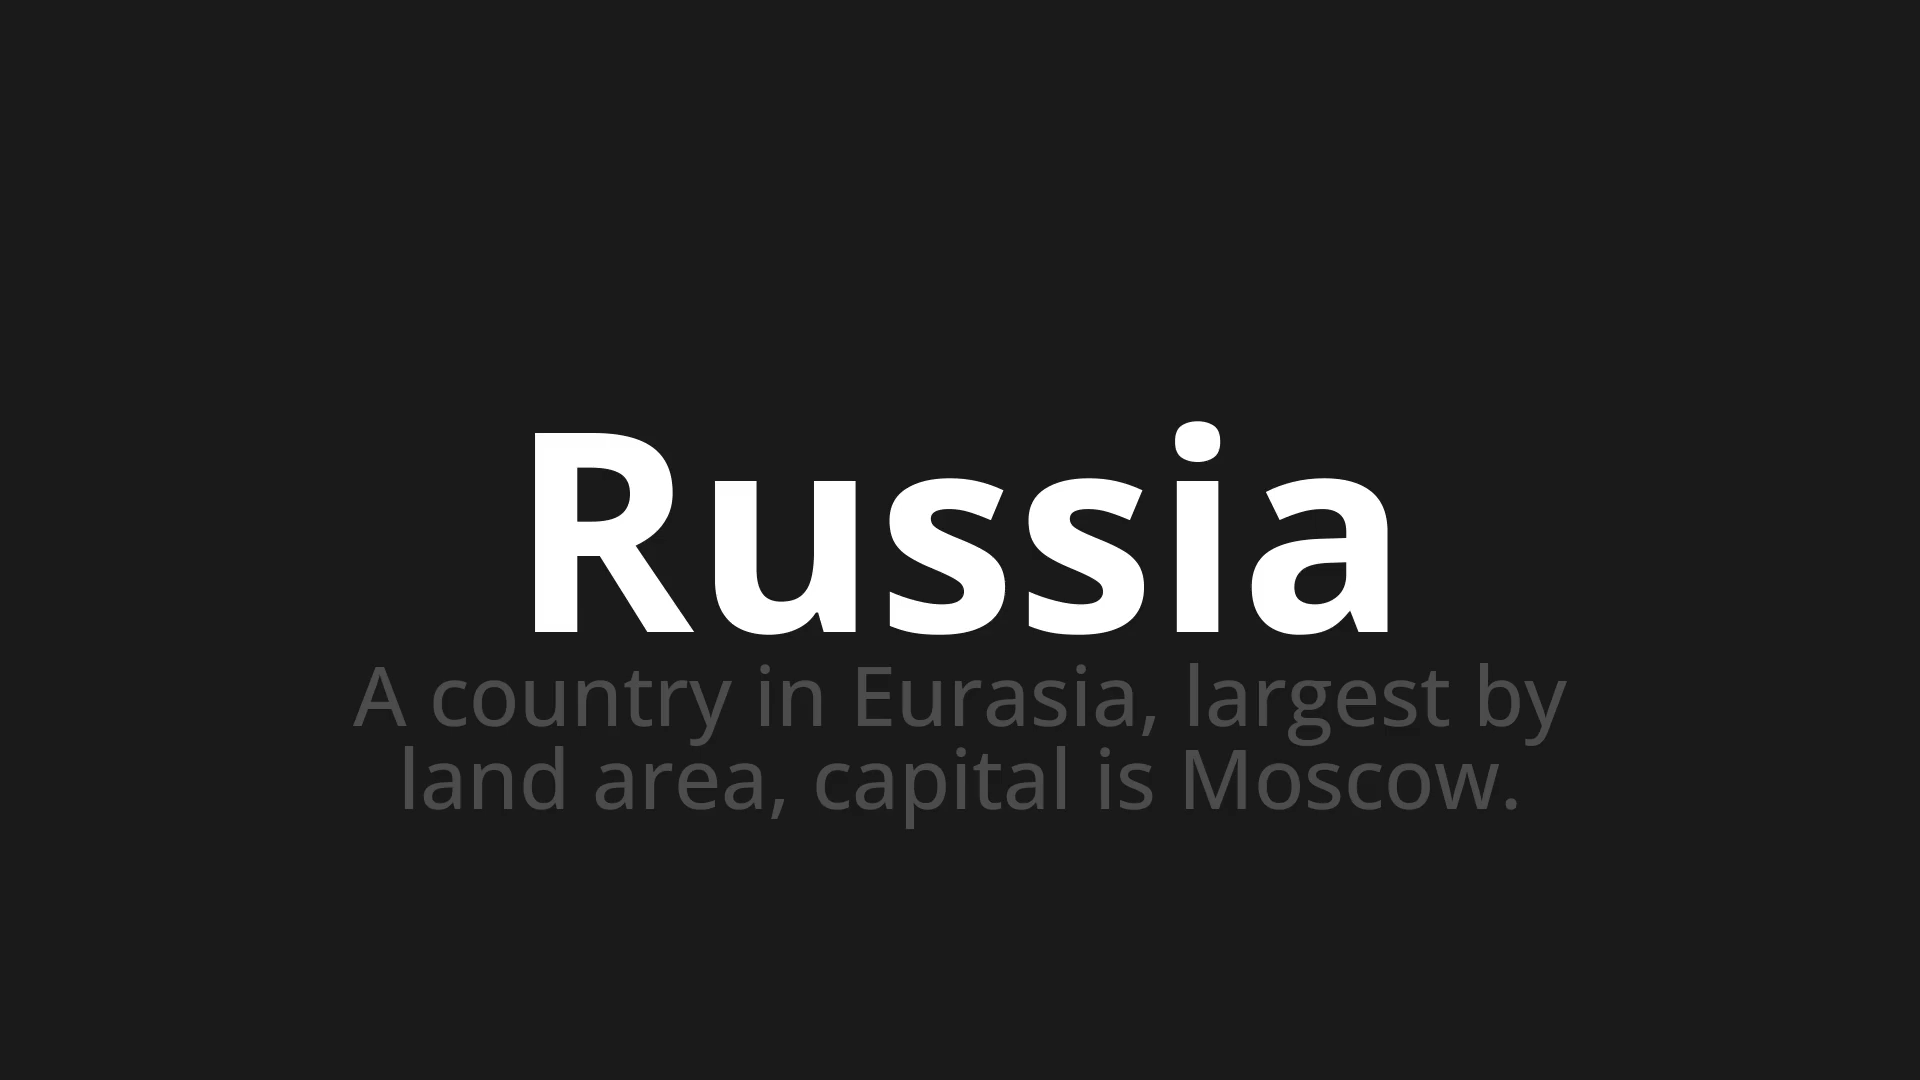 Russia
A country in Eurasia, largest by
land area, capital is Moscow.